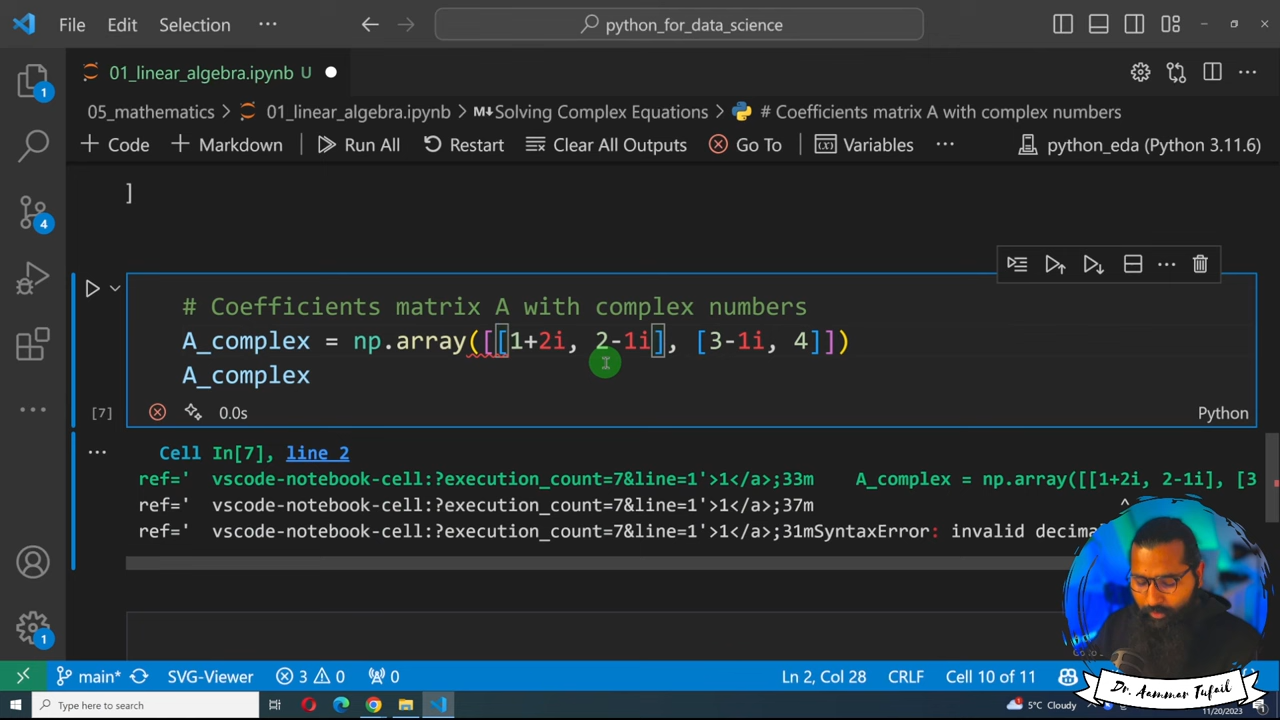 File Edit Selection ··· python_for_data_science
01_linear_algebra.ipynb U
05_mathematics > 01_linear_algebra.ipynb > M↓Solving Complex Equations > # Coefficients matrix A with complex numbers
+ Code + Markdown Run All Restart Clear All Outputs Go To Variables ··· python_eda (Python 3.11.6)
]
# Coefficients matrix A with complex numbers
A_complex = np.array([[1+2i, 2-1i], [3-1i, 4]])
A_complex
[7] 0.0s Python
Cell In[7], line 2
ref=' vscode-notebook-cell:?execution_count=7&line=1'>1</a>;33m A_complex = np.array([[1+2i, 2-1i], [3
ref=' vscode-notebook-cell:?execution_count=7&line=1'>1</a>;37m ^
ref=' vscode-notebook-cell:?execution_count=7&line=1'>1</a>;31mSyntaxError: invalid
1
4
1
main* SVG-Viewer 3 0 0 Ln 2, Col 28 CRLF Cell 10 of 11
Dr. Aammar Tufail
Type here to search 5°C Cloudy 11/20/2023